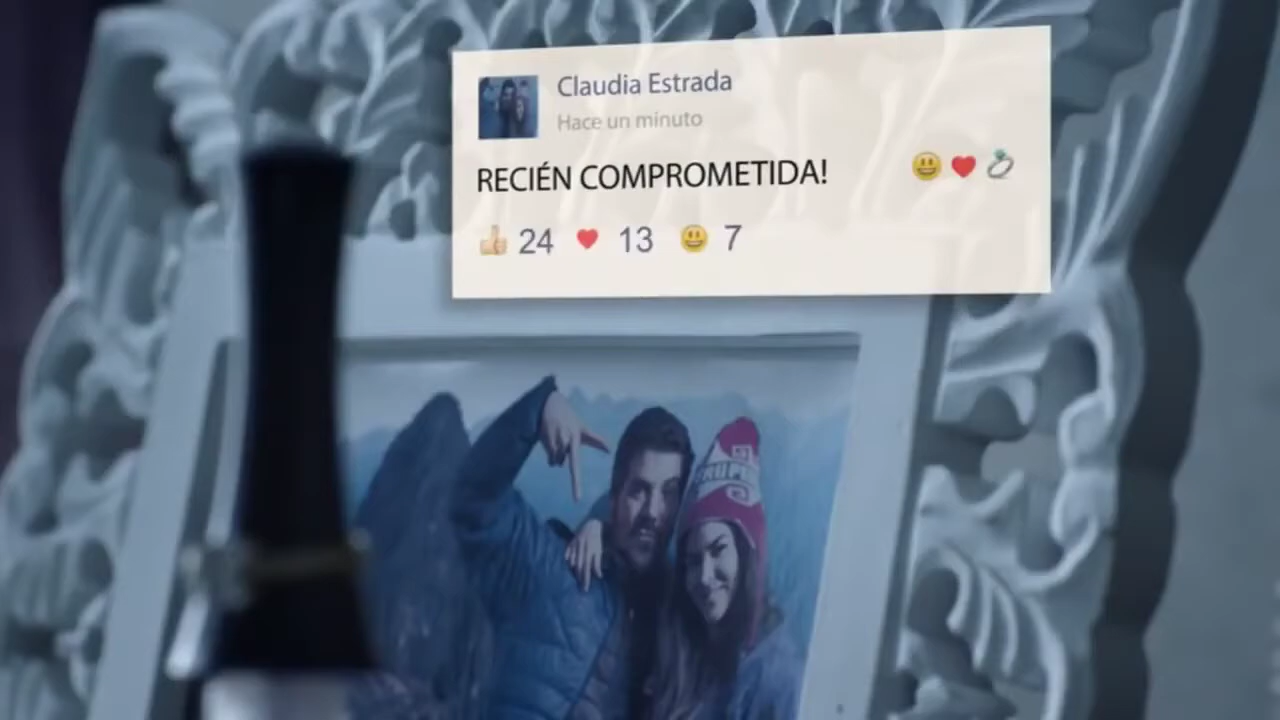 Claudia Estrada
Hace un minuto
RECIÉN COMPROMETIDA! 😃❤️💍
👍 24 ❤️ 13 😃 7